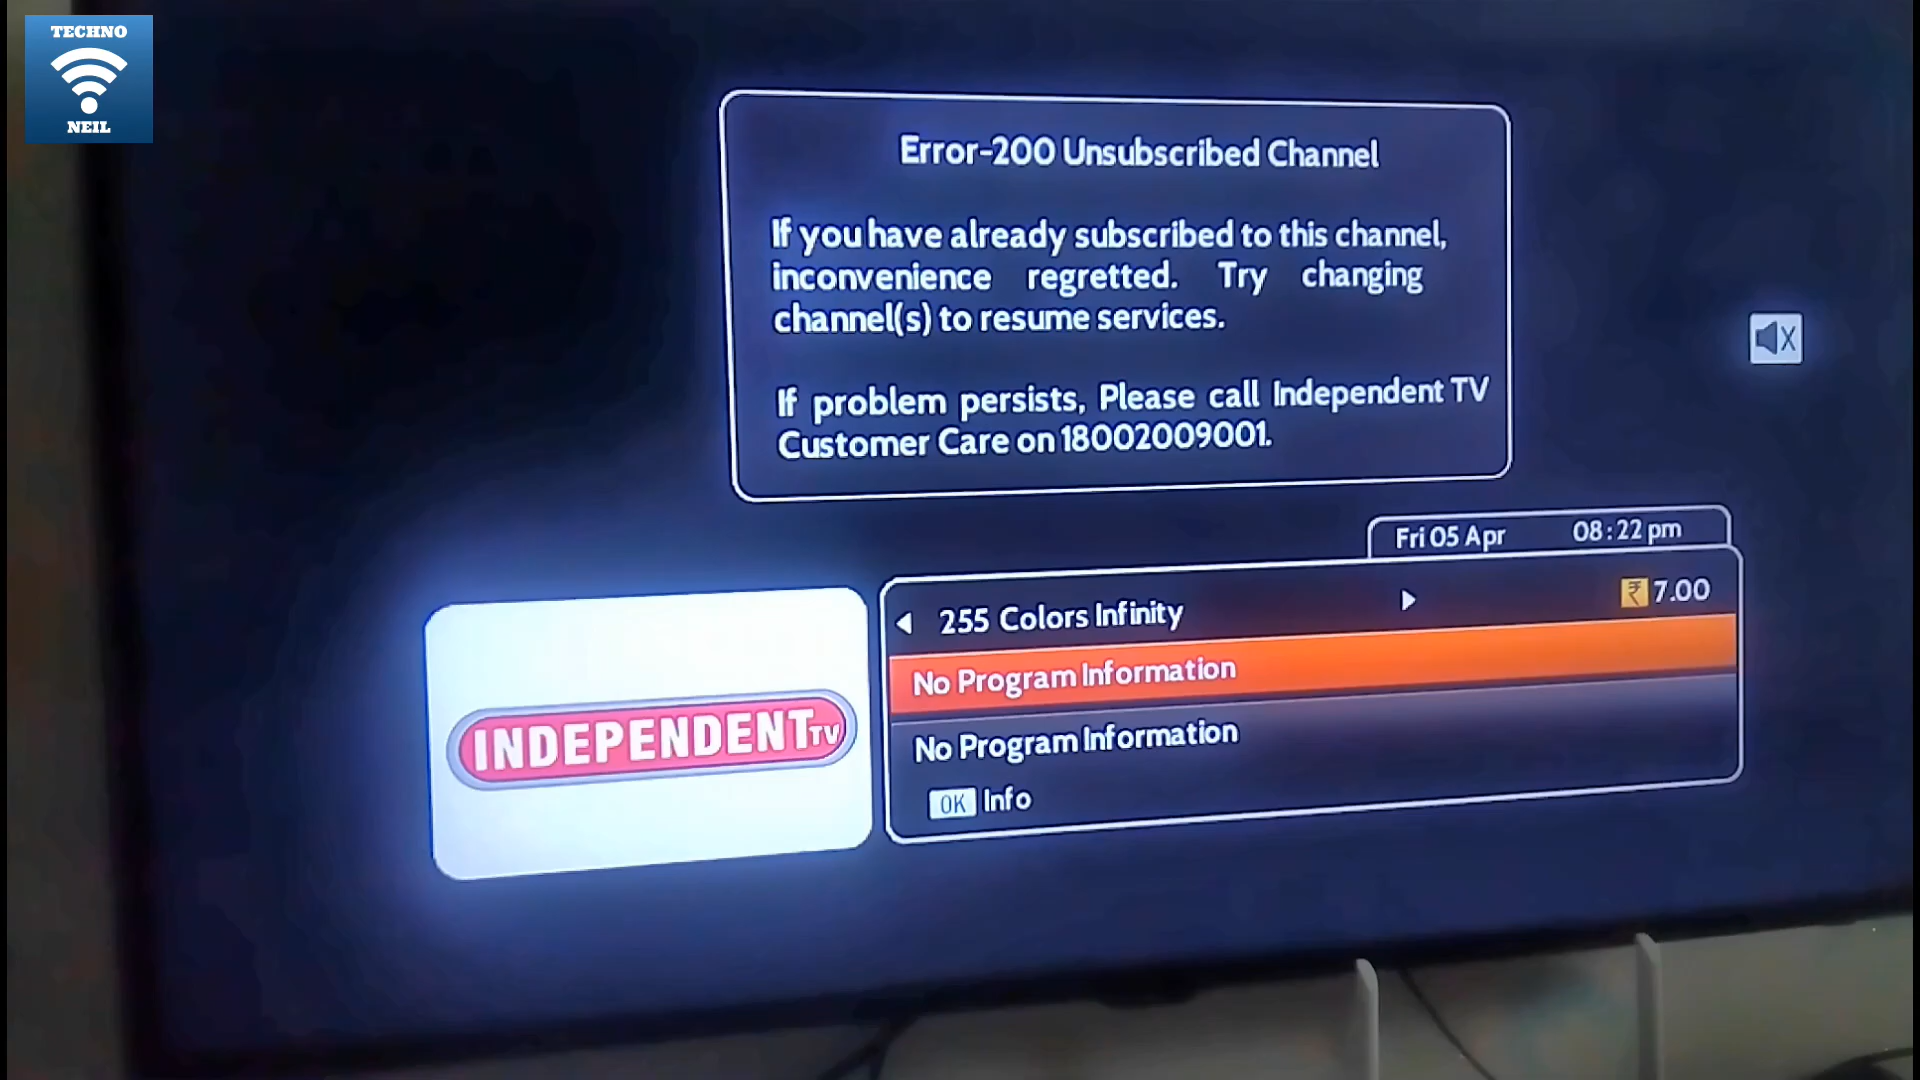 TECHNO
NEIL
Error-200 Unsubscribed Channel
If you have already subscribed to this channel,
inconvenience regretted. Try changing
channel(s) to resume services.
If problem persists, Please call Independent TV
Customer Care on 18002009001.
Fri 05 Apr 08:22 pm
255 Colors Infinity ₹ 7.00
No Program Information
No Program Information
OK Info
INDEPENDENT TV